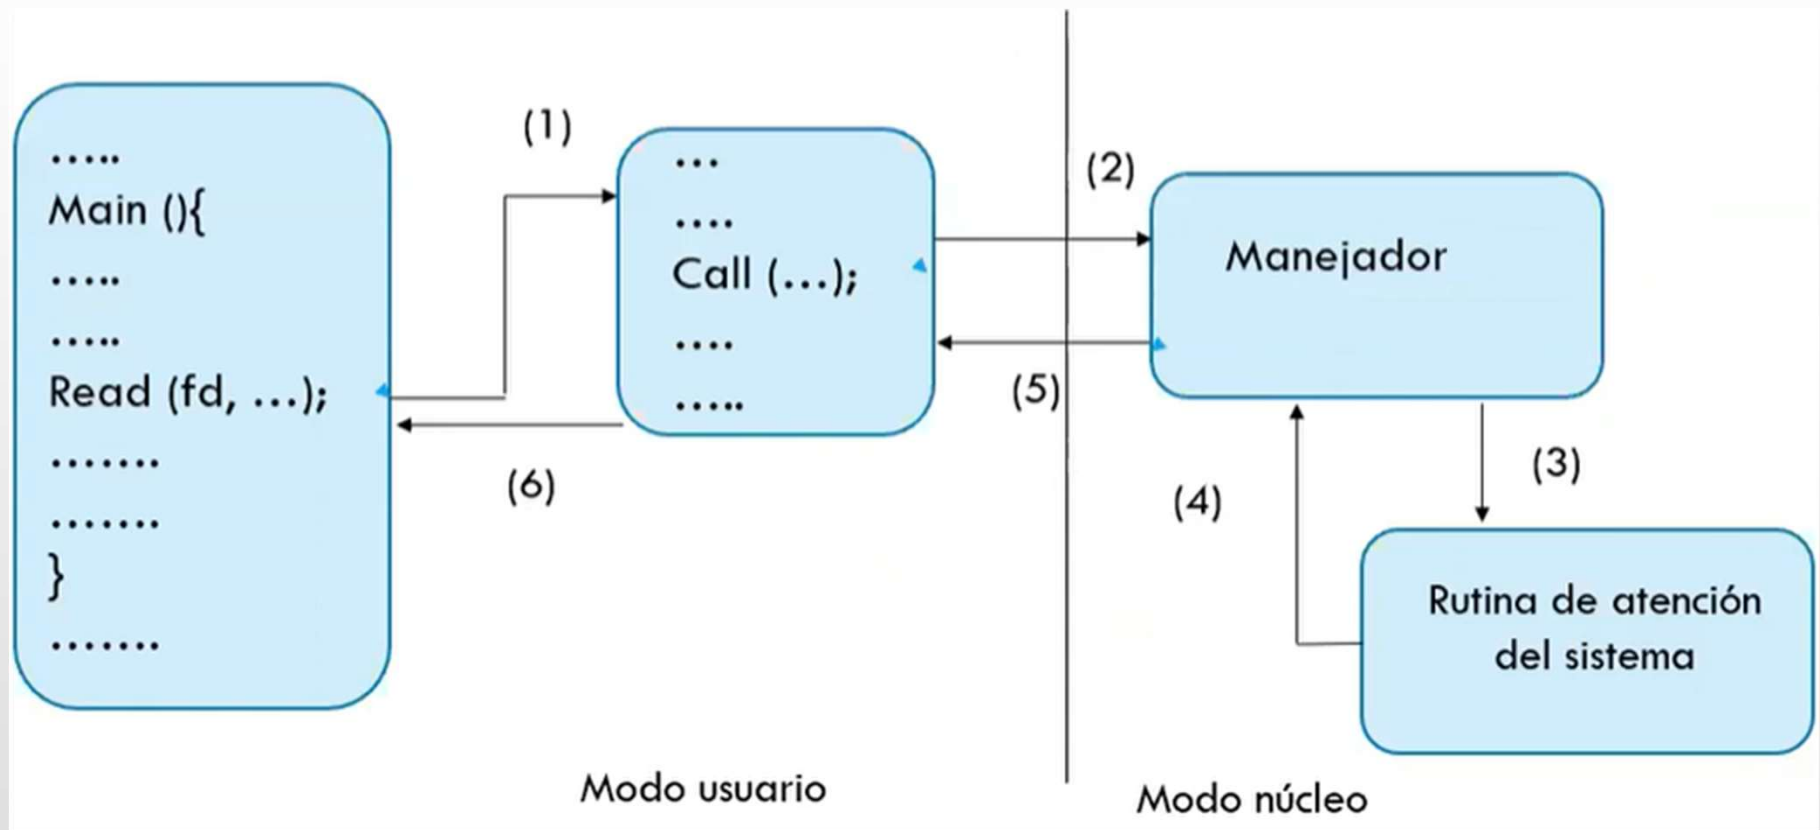 .....
Main (){
.....
.....
Read (fd, ...);
.......
.......
}
.......
(1)
(6)
...
....
Call (...);
....
.....
(2)
(5)
Manejador
(4)
(3)
Rutina de atención
del sistema
Modo usuario
Modo núcleo